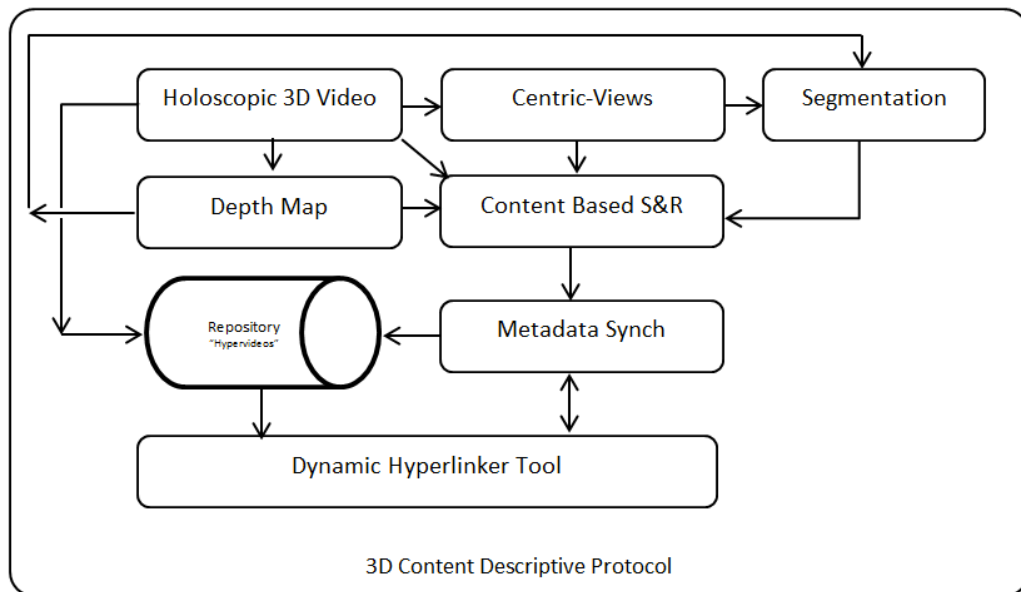 Holoscopic 3D Video
Centric-Views
Segmentation
Depth Map
Content Based S&R
Repository
"Hypervideos"
Metadata Synch
Dynamic Hyperlinker Tool
3D Content Descriptive Protocol